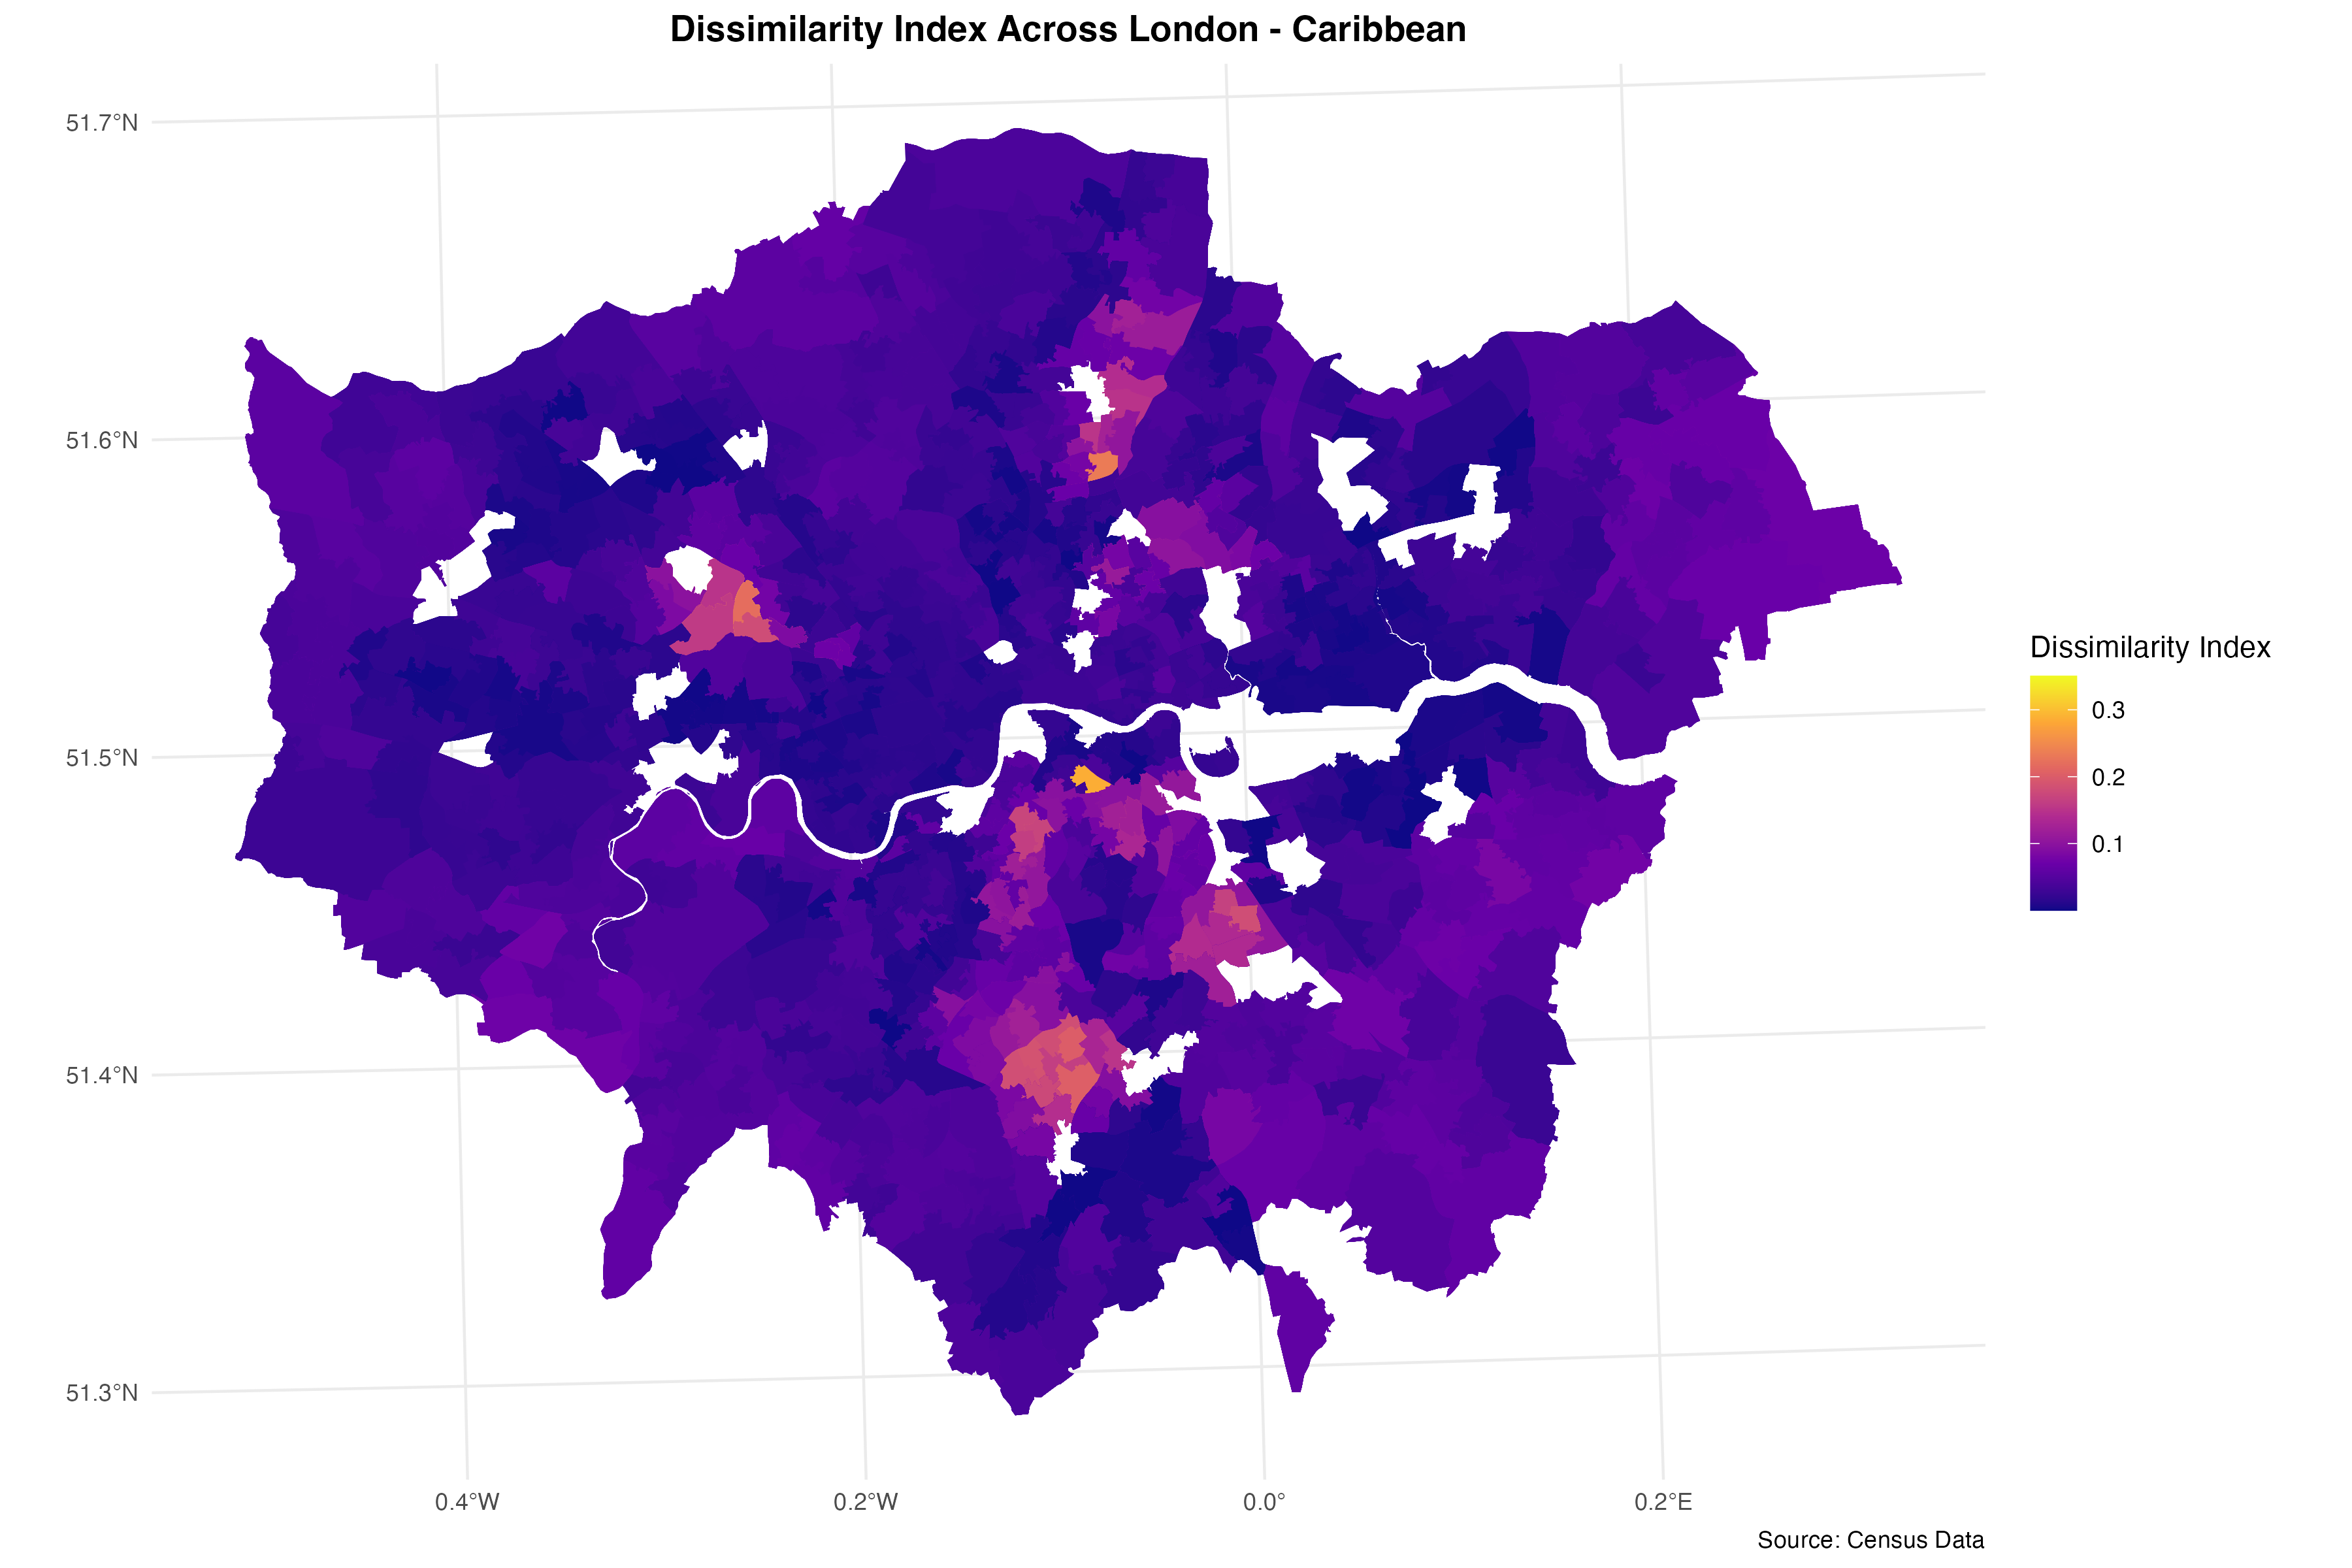 Dissimilarity Index Across London - Caribbean
51.7°N
51.6°N
51.5°N
51.4°N
51.3°N
0.4°W
0.2°W
0.0°
0.2°E
Dissimilarity Index
0.3
0.2
0.1
Source: Census Data